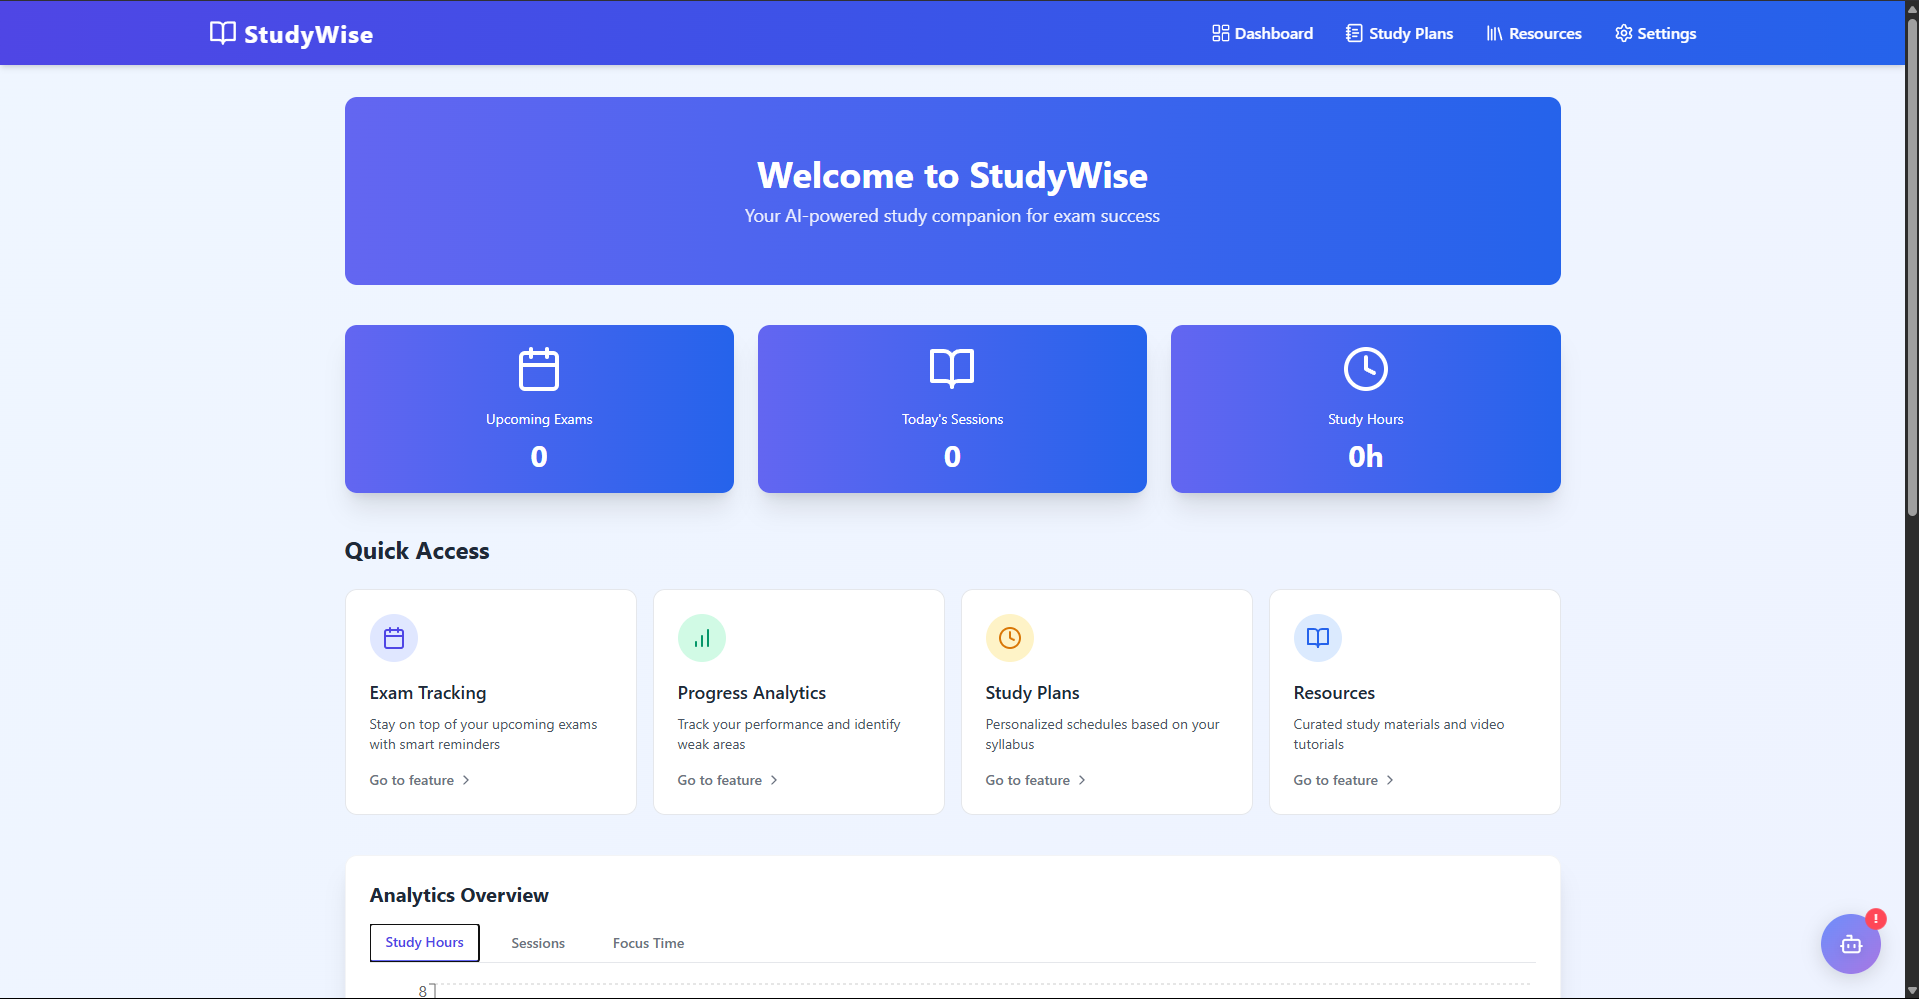 StudyWise
Dashboard
Study Plans
Resources
Settings
Welcome to StudyWise
Your AI-powered study companion for exam success
Upcoming Exams
0
Today's Sessions
0
Study Hours
0h
Quick Access
Exam Tracking
Stay on top of your upcoming exams
with smart reminders
Go to feature
Progress Analytics
Track your performance and identify
weak areas
Go to feature
Study Plans
Personalized schedules based on your
syllabus
Go to feature
Resources
Curated study materials and video
tutorials
Go to feature
Analytics Overview
Study Hours
Sessions
Focus Time
8
!